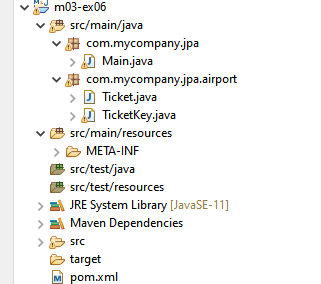 m03-ex06
src/main/java
com.mycompany.jpa
Main.java
com.mycompany.jpa.airport
Ticket.java
TicketKey.java
src/main/resources
META-INF
src/test/java
src/test/resources
JRE System Library [JavaSE-11]
Maven Dependencies
src
target
pom.xml